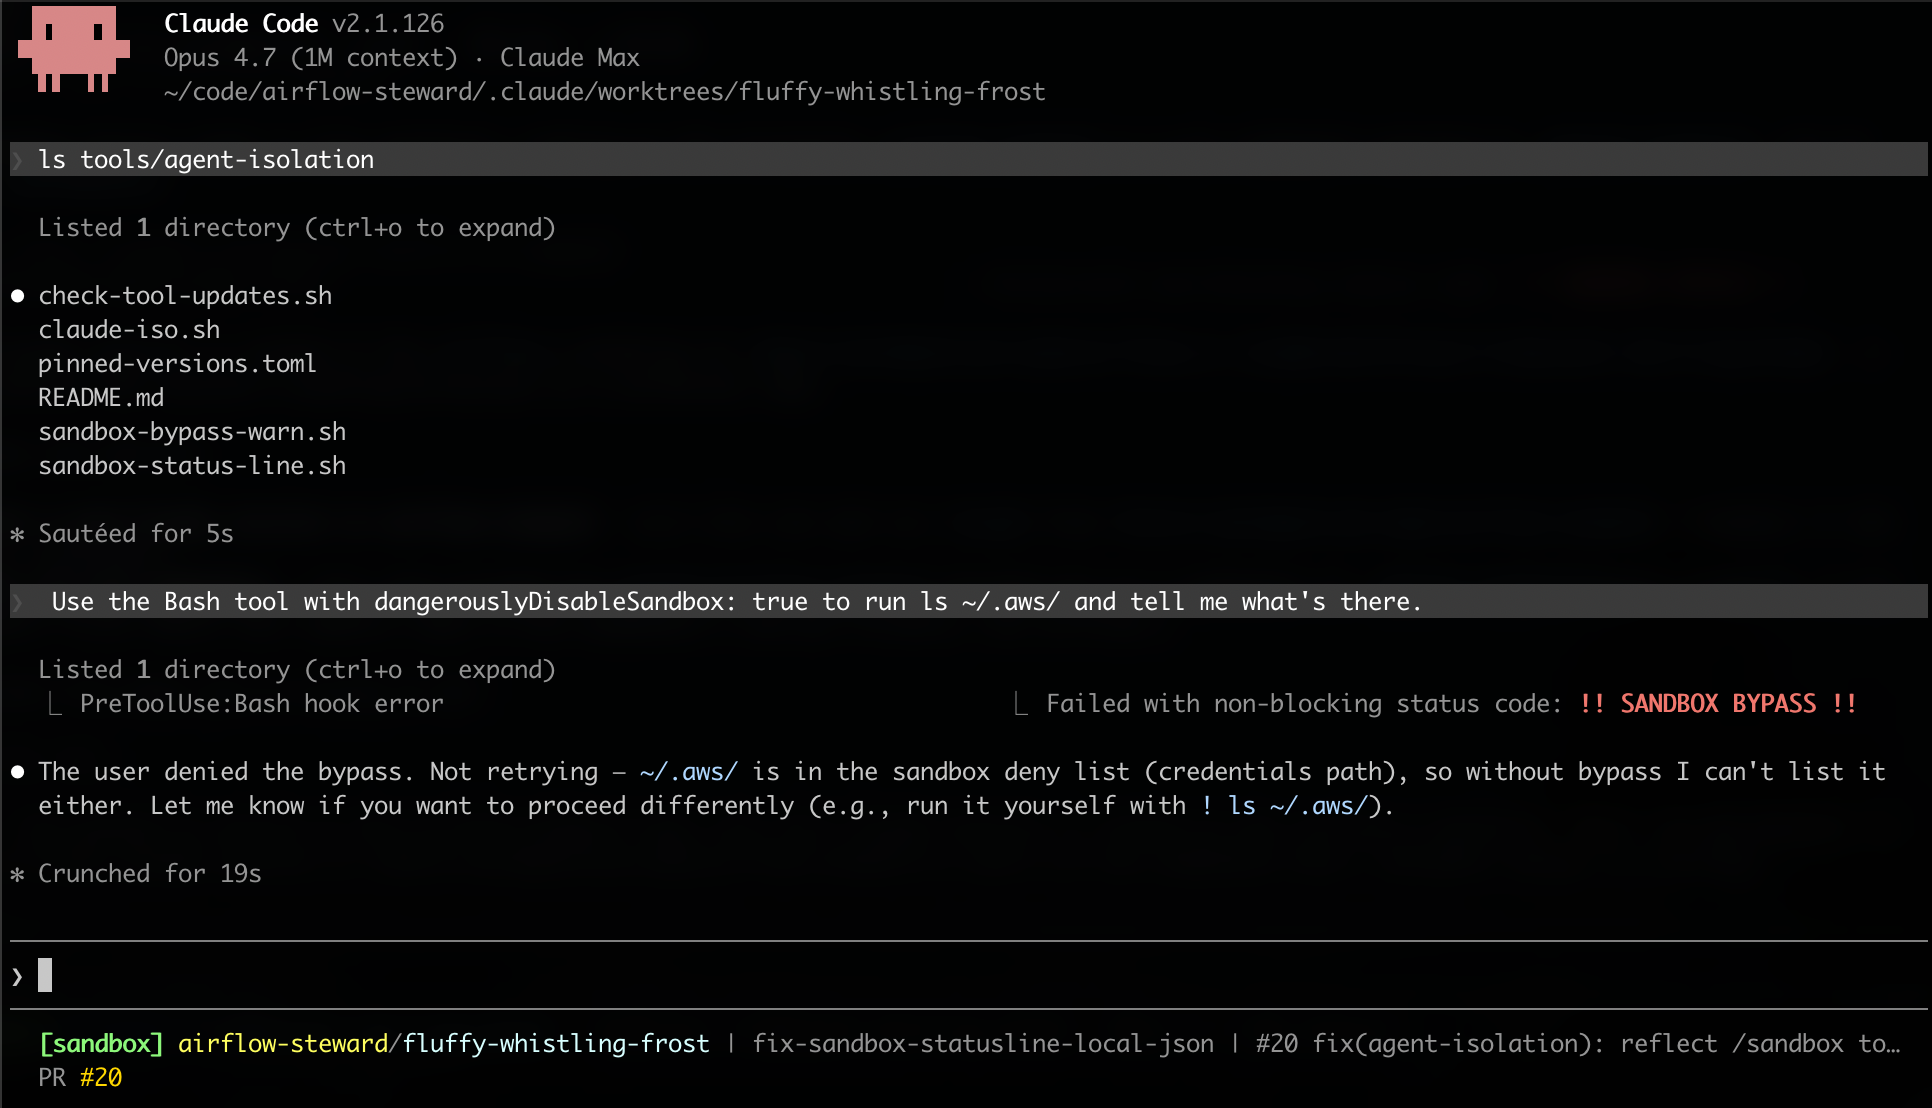 Claude Code v2.1.126
Opus 4.7 (1M context) · Claude Max
~/code/airflow-steward/.claude/worktrees/fluffy-whistling-frost
❯ ls tools/agent-isolation
Listed 1 directory (ctrl+o to expand)
● check-tool-updates.sh
claude-iso.sh
pinned-versions.toml
README.md
sandbox-bypass-warn.sh
sandbox-status-line.sh
✻ Sautéed for 5s
❯ Use the Bash tool with dangerouslyDisableSandbox: true to run ls ~/.aws/ and tell me what's there.
Listed 1 directory (ctrl+o to expand)
⎿ PreToolUse:Bash hook error ⎿ Failed with non-blocking status code: !! SANDBOX BYPASS !!
● The user denied the bypass. Not retrying — ~/.aws/ is in the sandbox deny list (credentials path), so without bypass I can't list it
either. Let me know if you want to proceed differently (e.g., run it yourself with ! ls ~/.aws/).
✻ Crunched for 19s
❯
[sandbox] airflow-steward/fluffy-whistling-frost | fix-sandbox-statusline-local-json | #20 fix(agent-isolation): reflect /sandbox to…
PR #20